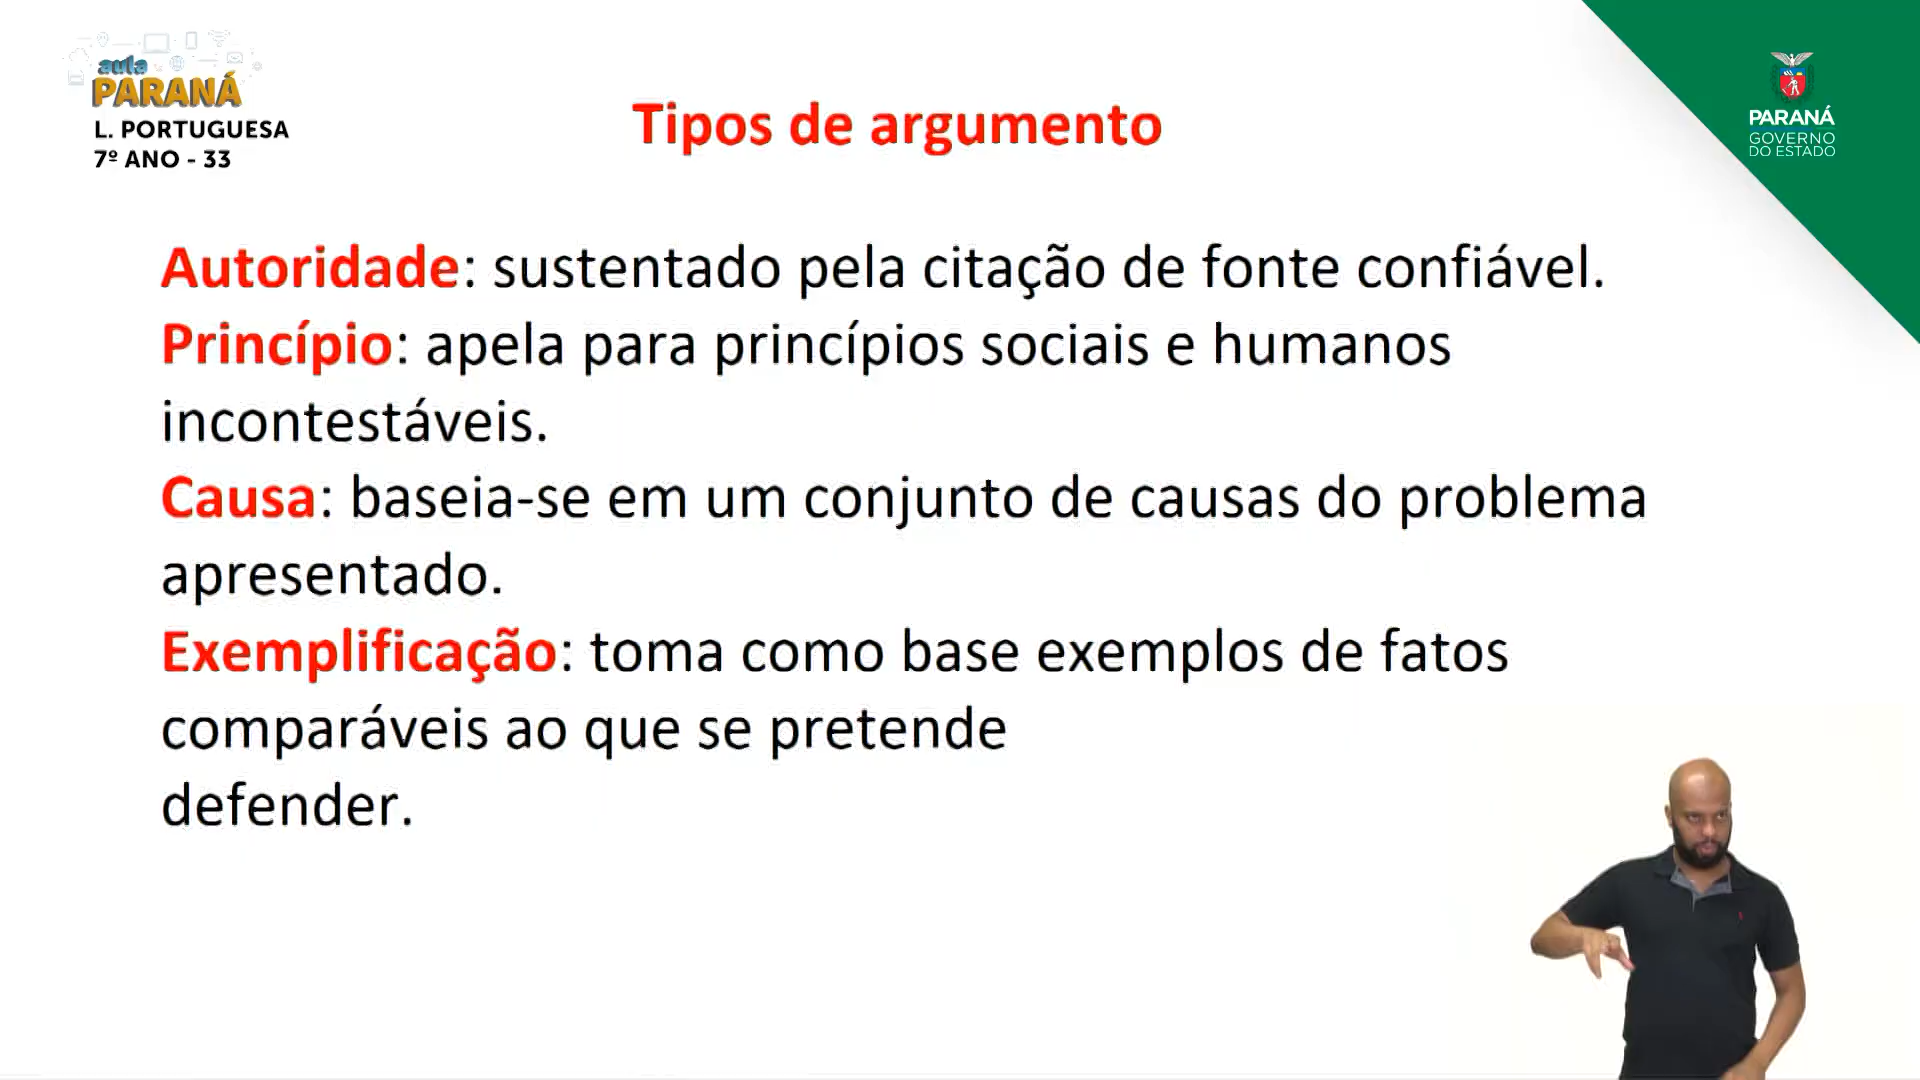 aula
PARANÁ
L. PORTUGUESA
7º ANO - 33
Tipos de argumento
PARANÁ
GOVERNO
DO ESTADO
Autoridade: sustentado pela citação de fonte confiável.
Princípio: apela para princípios sociais e humanos
incontestáveis.
Causa: baseia-se em um conjunto de causas do problema
apresentado.
Exemplificação: toma como base exemplos de fatos
comparáveis ao que se pretende
defender.